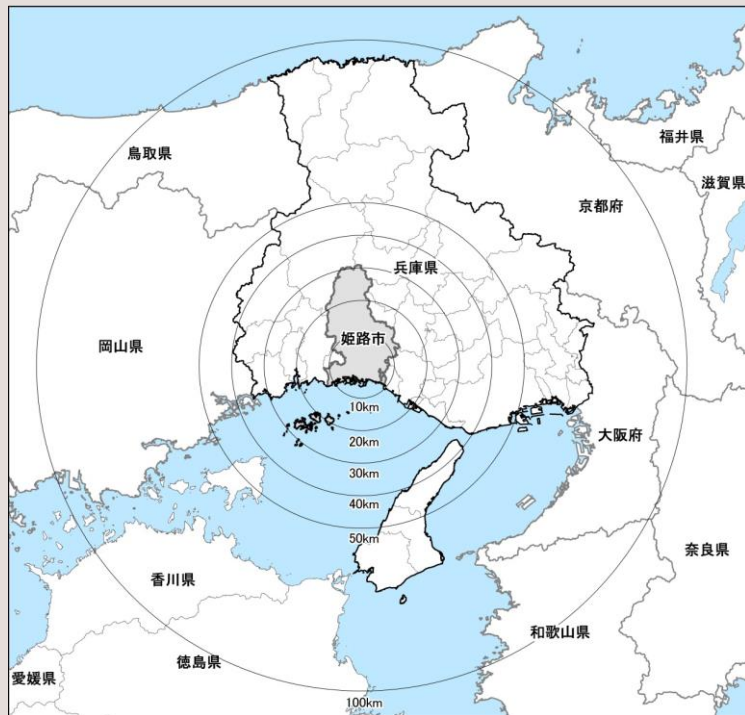 福井県
鳥取県
滋賀県
京都府
兵庫県
姫路市
岡山県
10km
大阪府
20km
30km
40km
50km
奈良県
香川県
和歌山県
徳島県
愛媛県
100km